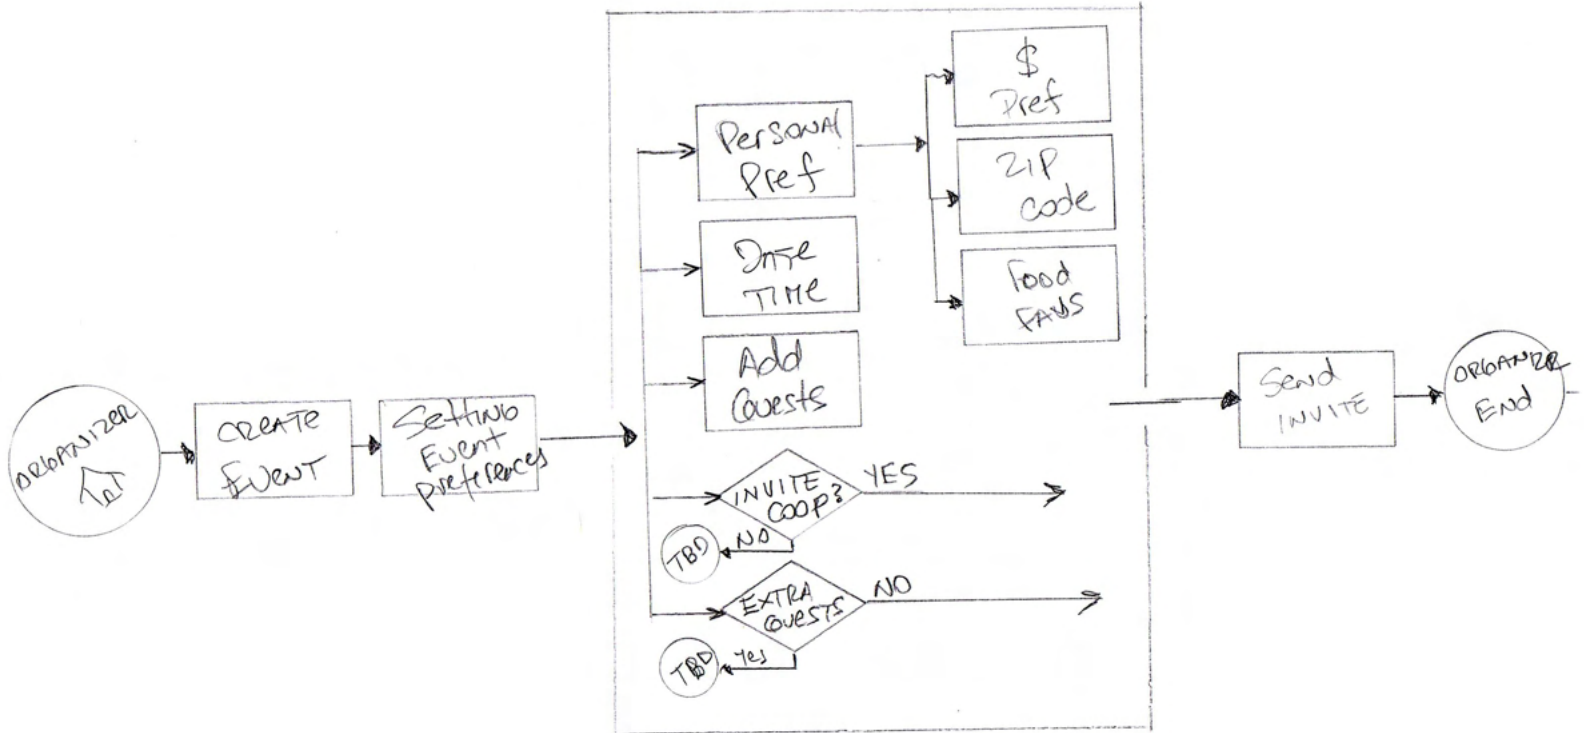 ORGANIZER
CREATE
EVENT
Setting
Event
preferences
Personal
Pref
$
Pref
ZIP
Code
Food
FAVS
Date
TIMe
Add
Guests
INVITE
COOP?
YES
NO
TBD
EXTRA
GUESTS
NO
Yes
TBD
Send
INVITE
ORGANIZER
END